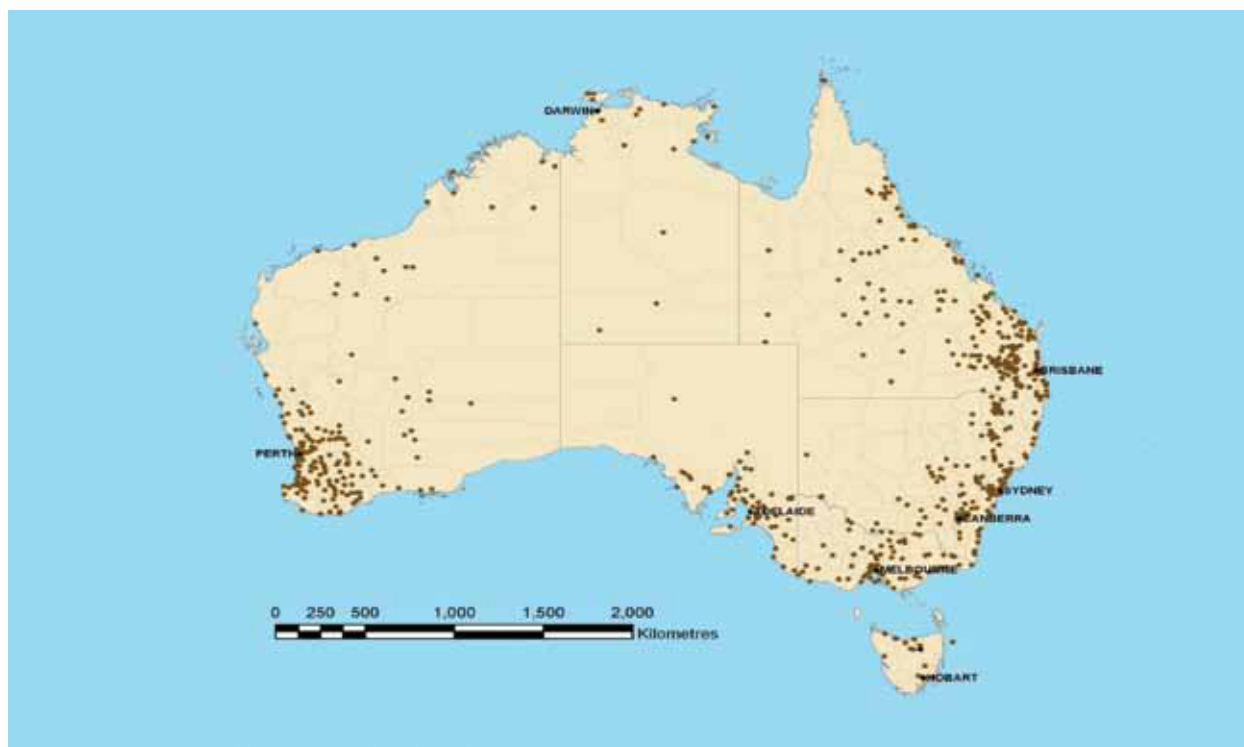 DARWIN
BRISBANE
PERTH
SYDNEY
ADELAIDE
CANBERRA
MELBOURNE
0 250 500 1,000 1,500 2,000
Kilometres
HOBART